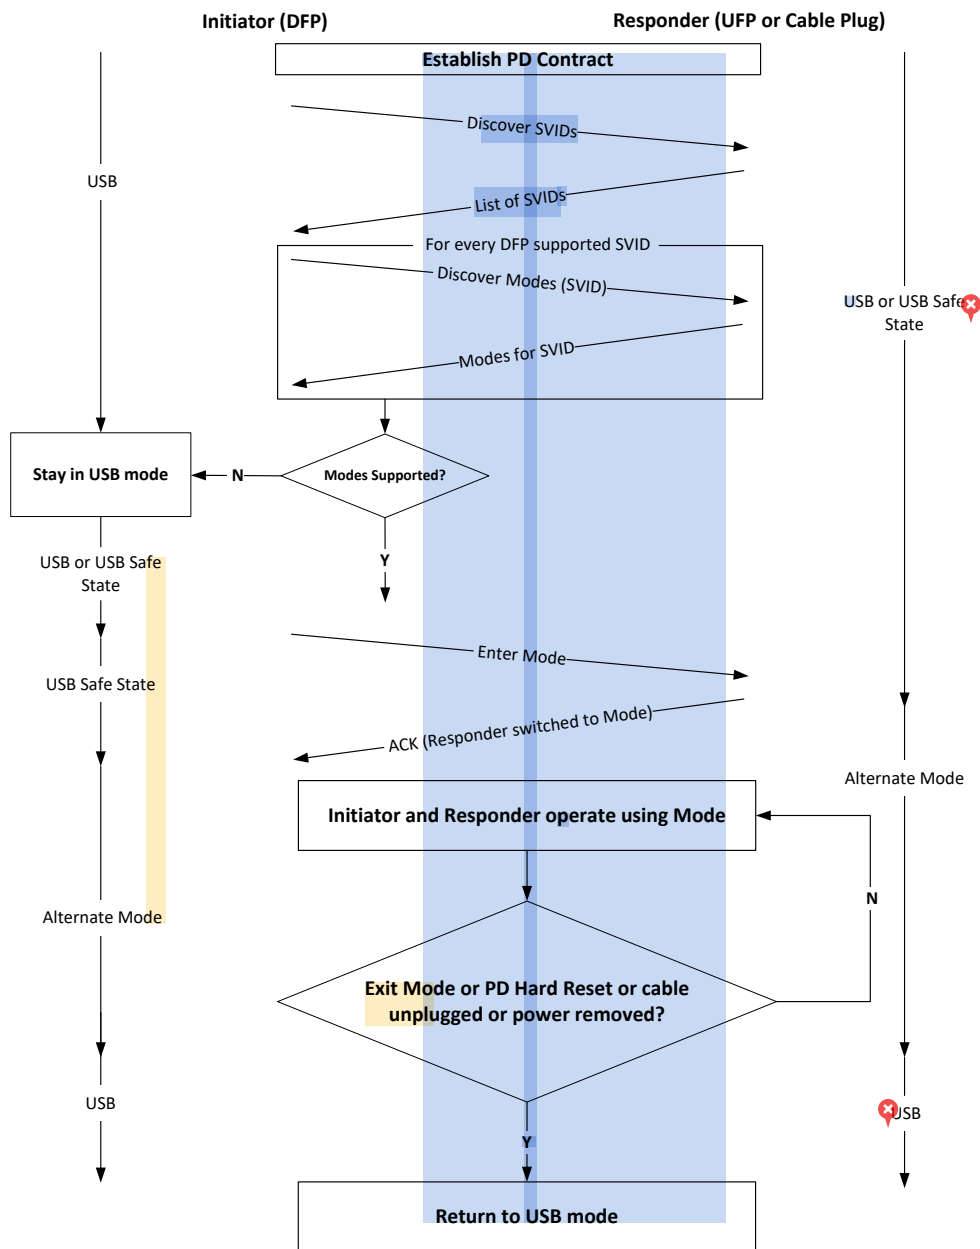 Initiator (DFP)
Responder (UFP or Cable Plug)
Establish PD Contract
Discover SVIDs
USB
List of SVIDs
For every DFP supported SVID
Discover Modes (SVID)
USB or USB Safe
State
Modes for SVID
Stay in USB mode
N
Modes Supported?
Y
USB or USB Safe
State
Enter Mode
USB Safe State
ACK (Responder switched to Mode)
Alternate Mode
Initiator and Responder operate using Mode
N
Alternate Mode
Exit Mode or PD Hard Reset or cable
unplugged or power removed?
USB
USB
Y
Return to USB mode